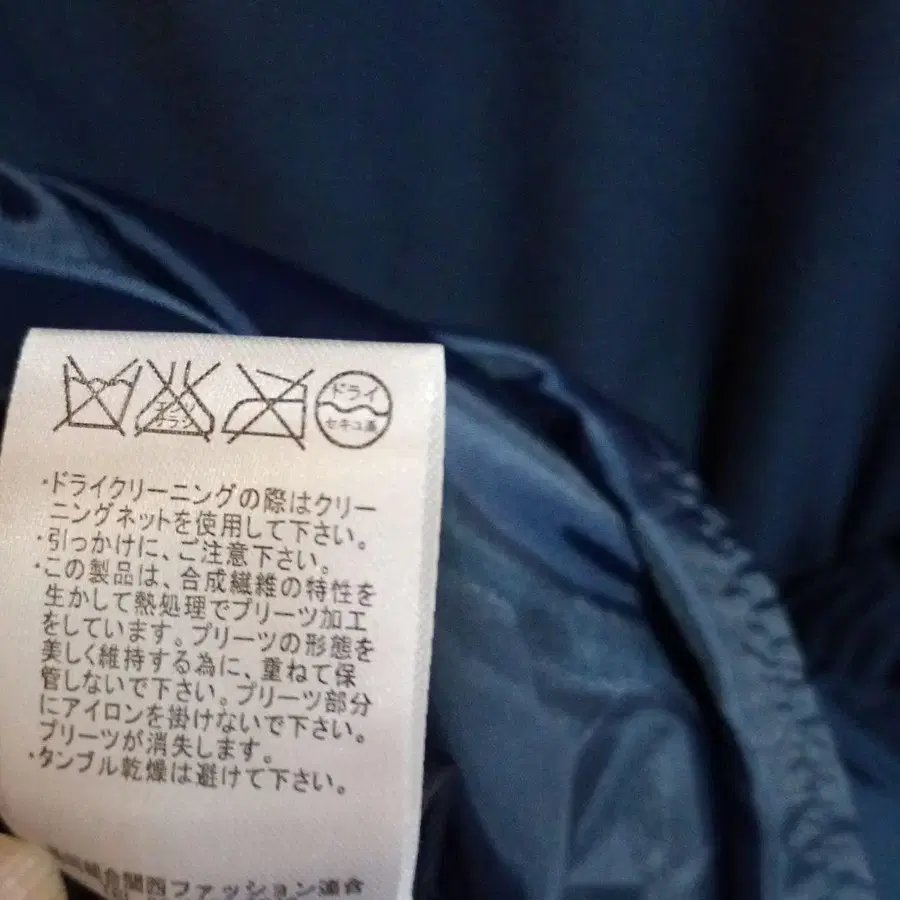 ドライ
セキユ系
・ドライクリーニングの際はクリー
ニングネットを使用して下さい。
・引っかけに、ご注意下さい。
・この製品は、合成繊維の特性を
生かして熱処理でプリーツ加工
をしています。プリーツの形態を
美しく維持する為に、重ねて保
管しないで下さい。プリーツ部分
にアイロンを掛けないで下さい。
プリーツが消失します。
・タンブル乾燥は避けて下さい。
関西ファッション連合